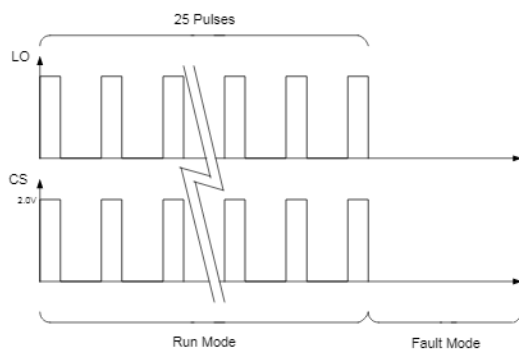 25 Pulses
LO
CS
2.0V
Run Mode
Fault Mode